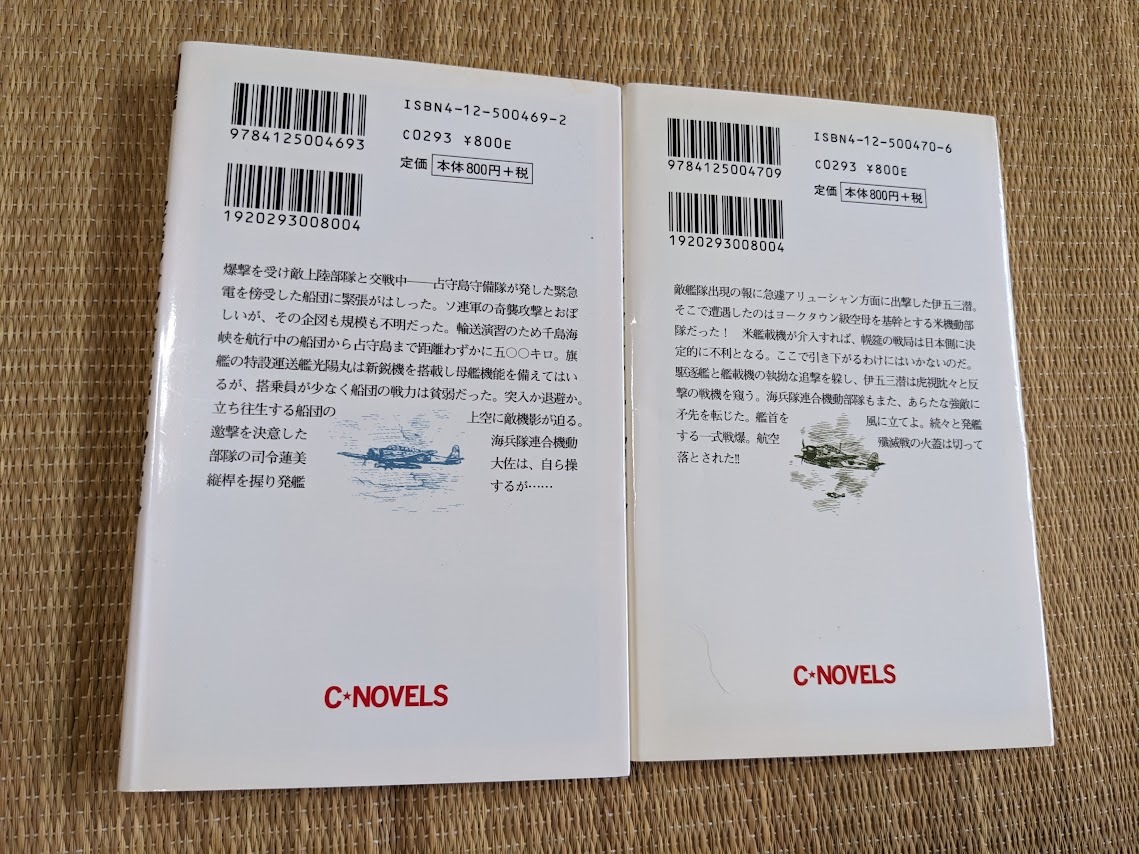 ISBN4-12-500469-2
9784125004693
C0293 ¥800E
定価 本体800円+税
1920293008004
爆撃を受け敵上陸部隊と交戦中——占守島守備隊が発した緊急
電を傍受した船団に緊張がはしった。ソ連軍の奇襲攻撃とおぼ
しいが、その企図も規模も不明だった。輸送演習のため千島海
峡を航行中の船団から占守島まで距離わずかに五〇〇キロ。旗
艦の特設運送艦光陽丸は新鋭機を搭載し母艦機能を備えてはい
るが、搭乗員が少なく船団の戦力は貧弱だった。突入か退避か。
立ち往生する船団の上空に敵機影が迫る。
邀撃を決意した海兵隊連合機動
部隊の司令蓮美大佐は、自ら操
縦桿を握り発艦するが……
C★NOVELS
ISBN4-12-500470-6
9784125004709
C0293 ¥800E
定価 本体800円+税
1920293008004
敵艦隊出現の報に急遽アリューシャン方面に出撃した伊五三潜。
そこで遭遇したのはヨークタウン級空母を基幹とする米機動部
隊だった! 米艦載機が介入すれば、幌筵の戦局は日本側に決
定的に不利となる。ここで引き下がるわけにはいかないのだ。
駆逐艦と艦載機の執拗な追撃を躱し、伊五三潜は虎視眈々と反
撃の戦機を窺う。海兵隊連合機動部隊もまた、あらたな強敵に
矛先を転じた。艦首を風に立てよ。続々と発艦
する一式戦爆。航空殲滅戦の火蓋は切って
落とされた!!
C★NOVELS